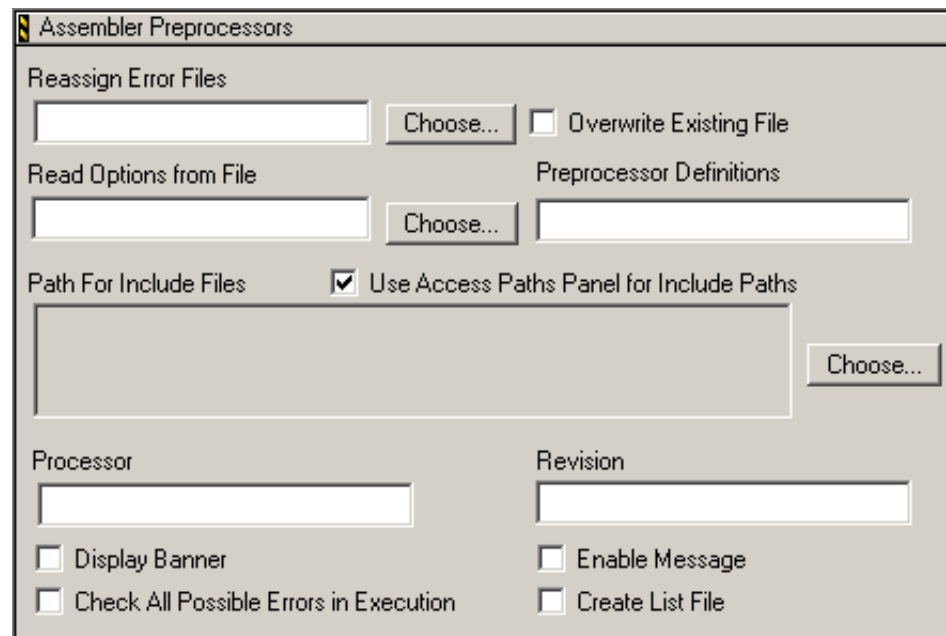 Assembler Preprocessors
Reassign Error Files
Choose... Overwrite Existing File
Read Options from File Preprocessor Definitions
Choose...
Path For Include Files Use Access Paths Panel for Include Paths
Choose...
Processor Revision
Display Banner Enable Message
Check All Possible Errors in Execution Create List File